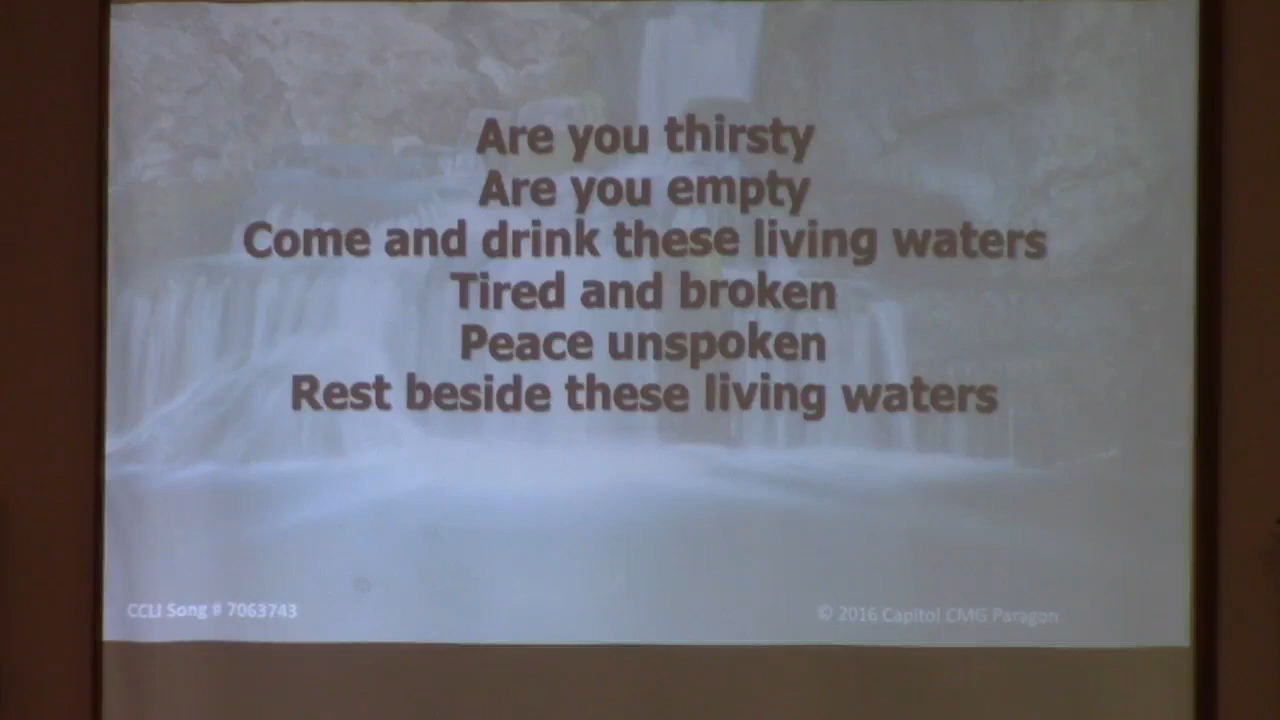 Are you thirsty
Are you empty
Come and drink these living waters
Tired and broken
Peace unspoken
Rest beside these living waters
CCLI Song # 7063743
© 2016 Capitol CMG Paragon